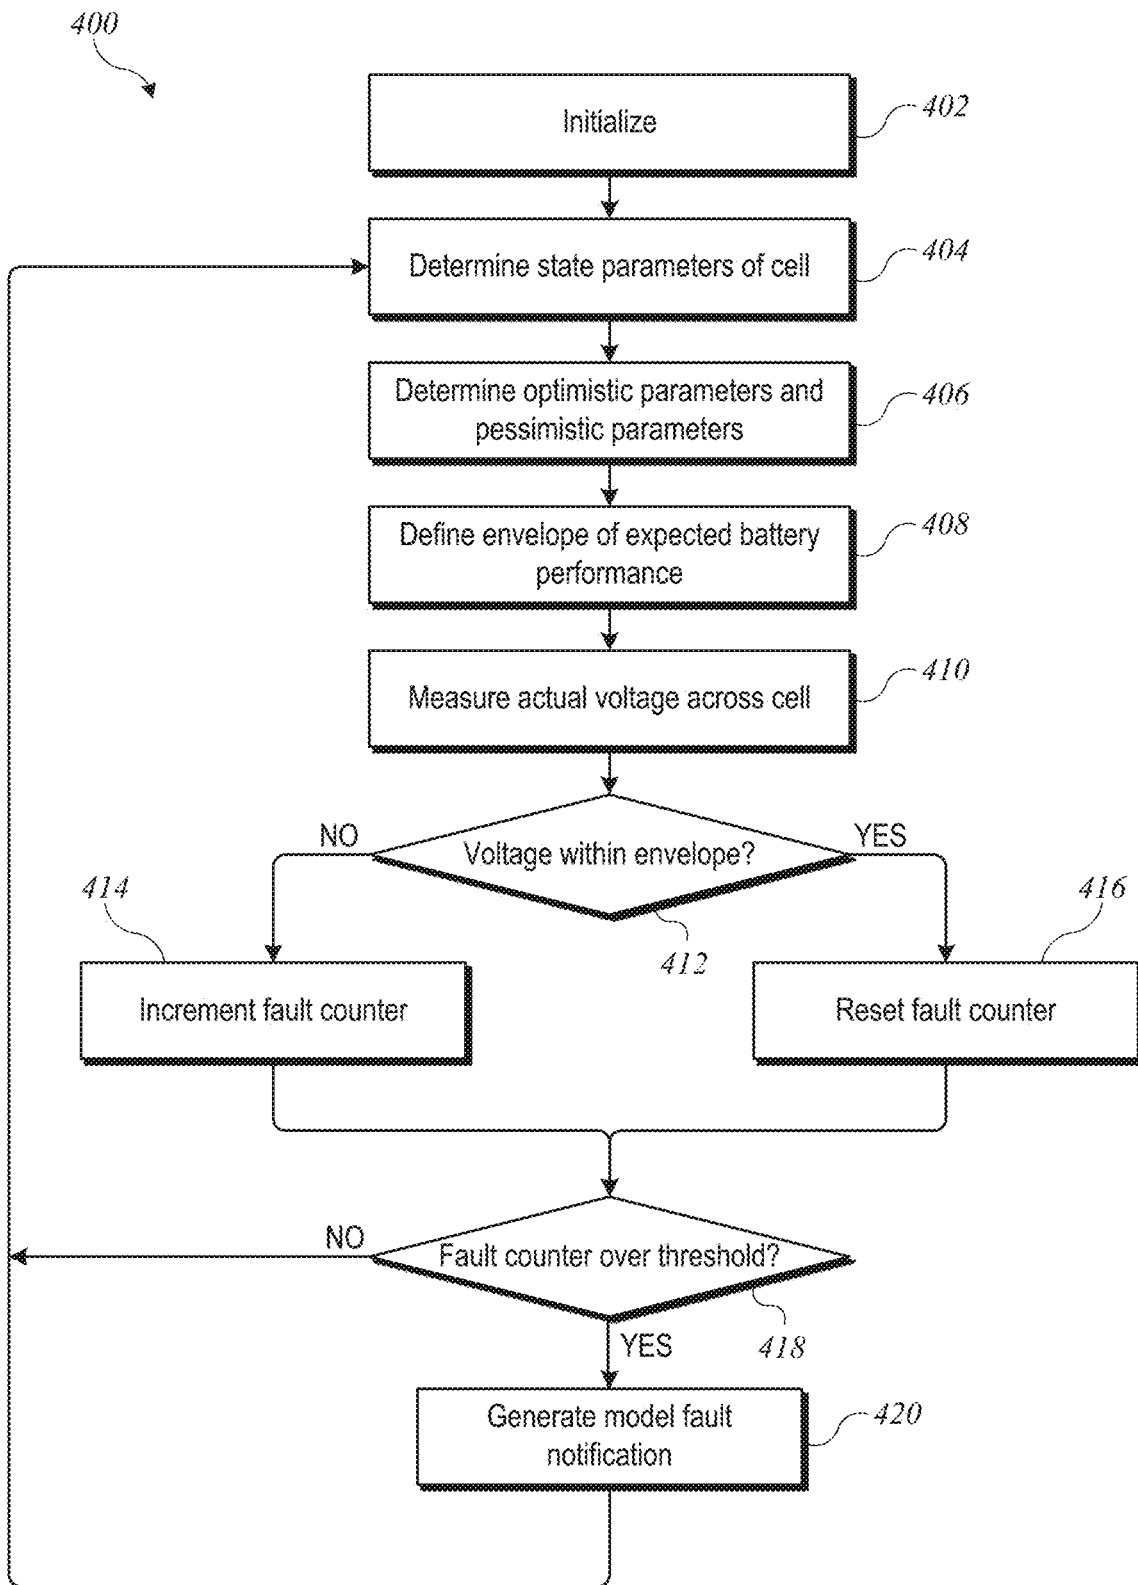 400
Initialize
402
Determine state parameters of cell
404
Determine optimistic parameters and
pessimistic parameters
406
Define envelope of expected battery
performance
408
Measure actual voltage across cell
410
NO
YES
Voltage within envelope?
412
414
416
Increment fault counter
Reset fault counter
NO
Fault counter over threshold?
418
YES
Generate model fault
notification
420